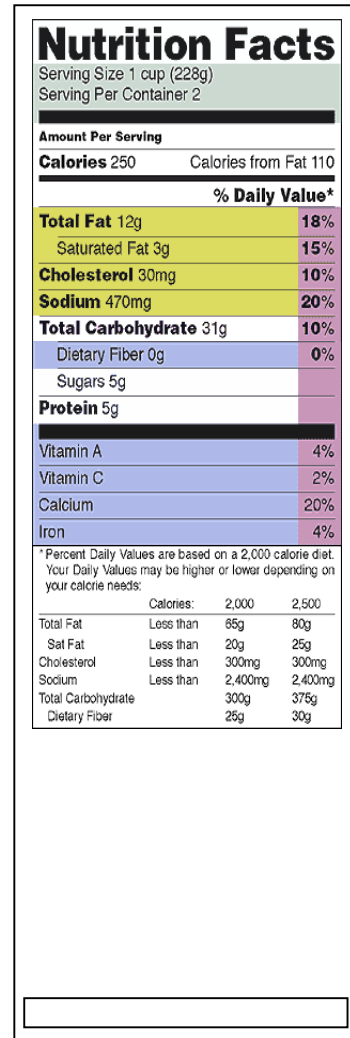 Nutrition Facts
Serving Size 1 cup (228g)
Serving Per Container 2
Amount Per Serving
Calories 250 Calories from Fat 110
% Daily Value*
Total Fat 12g 18%
Saturated Fat 3g 15%
Cholesterol 30mg 10%
Sodium 470mg 20%
Total Carbohydrate 31g 10%
Dietary Fiber 0g 0%
Sugars 5g
Protein 5g
Vitamin A 4%
Vitamin C 2%
Calcium 20%
Iron 4%
*Percent Daily Values are based on a 2,000 calorie diet.
Your Daily Values may be higher or lower depending on
your calorie needs:
Calories: 2,000 2,500
Total Fat Less than 65g 80g
Sat Fat Less than 20g 25g
Cholesterol Less than 300mg 300mg
Sodium Less than 2,400mg 2,400mg
Total Carbohydrate 300g 375g
Dietary Fiber 25g 30g